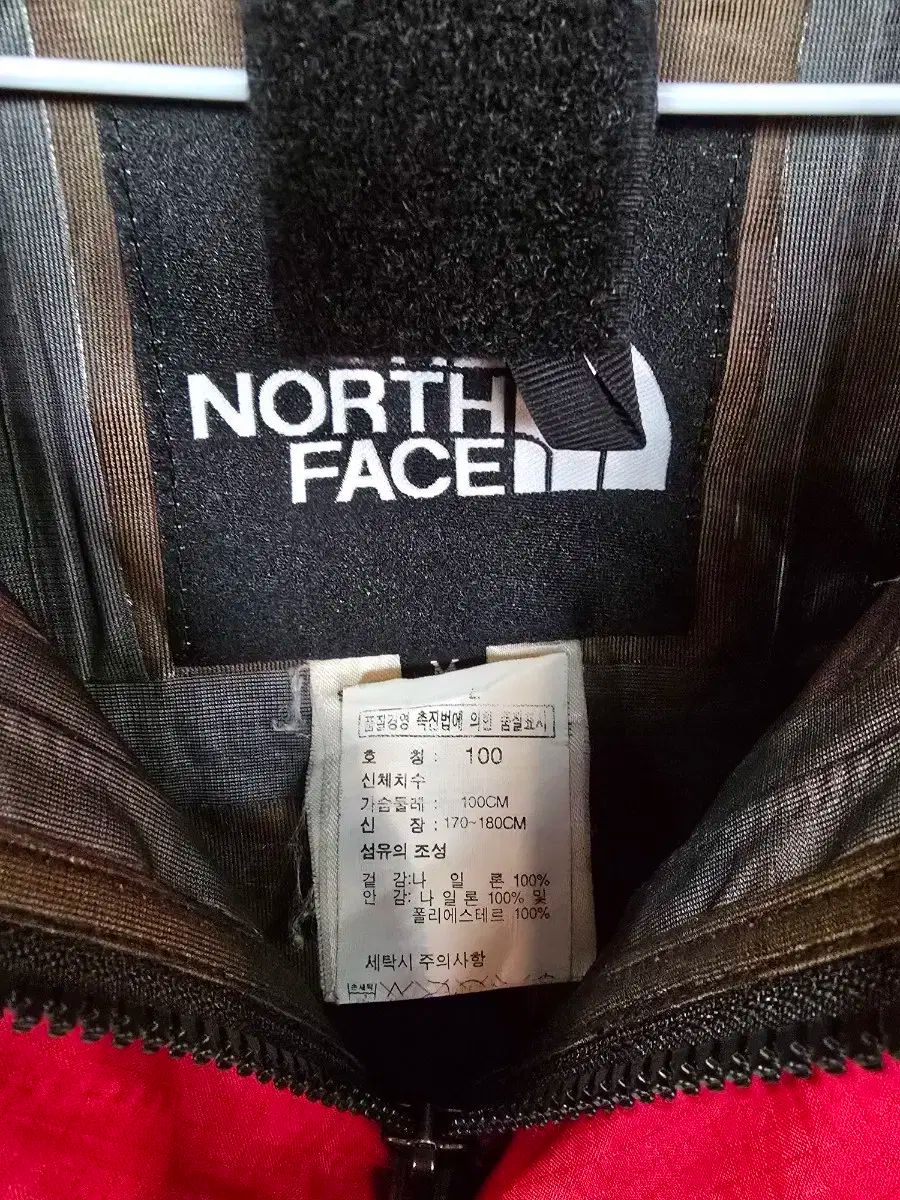 NORTH
FACE
품질경영 촉진법에 의한 품질표시
호 칭 : 100
신체치수
가슴둘레 : 100CM
신 장 : 170~180CM
섬유의 조성
겉 감:나 일 론 100%
안 감:나 일론 100% 및
폴리에스테르 100%
세탁시 주의사항
손세탁